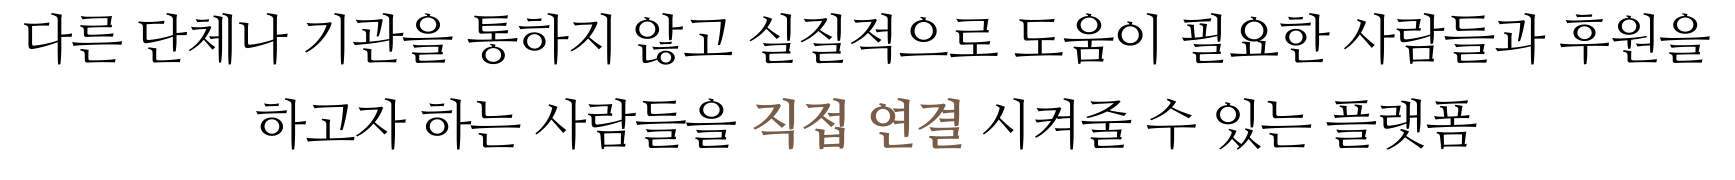 다른 단체나 기관을 통하지 않고 실질적으로 도움이 필요한 사람들과 후원을
하고자 하는 사람들을 직접 연결 시켜줄 수 있는 플랫폼